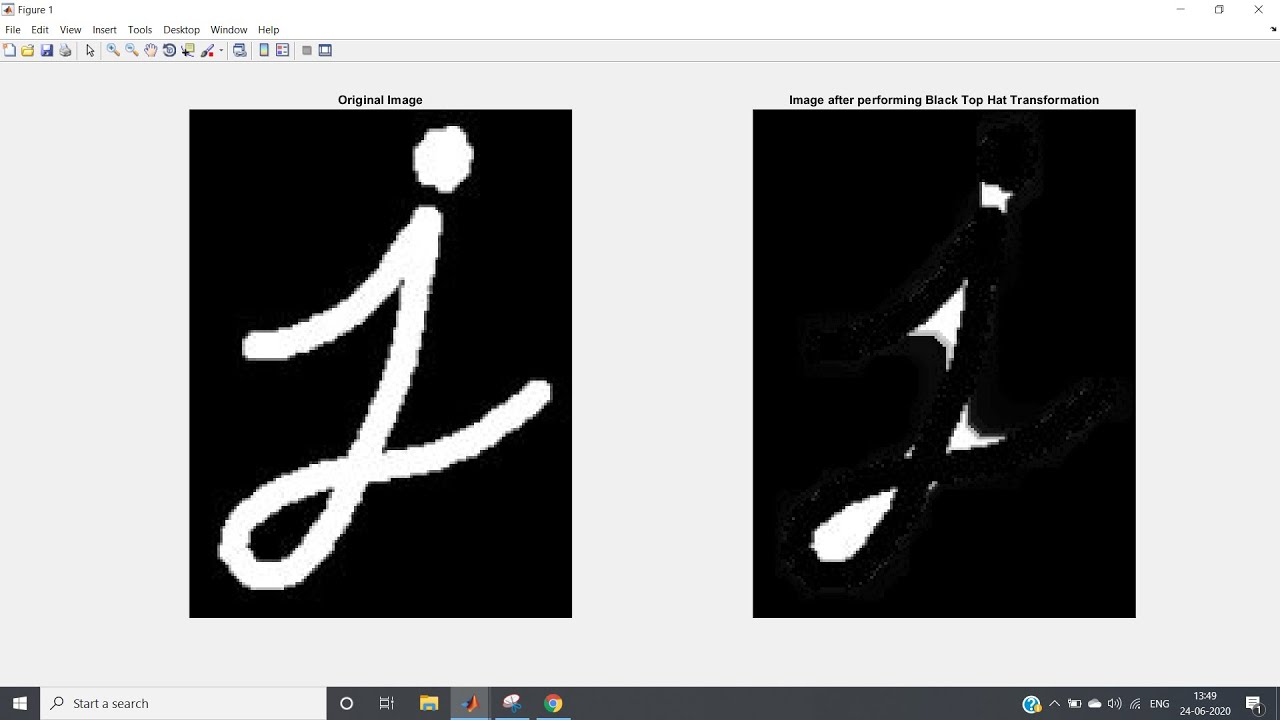 Figure 1
File Edit View Insert Tools Desktop Window Help
Original Image
Image after performing Black Top Hat Transformation
j
Start a search
ENG
13:49
24-06-2020
1